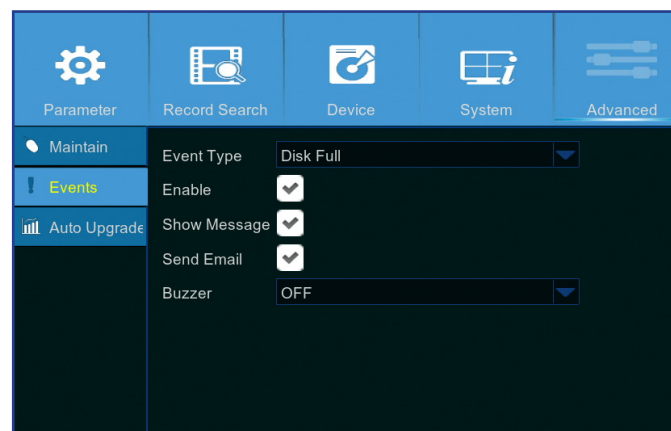 Parameter Record Search Device System Advanced
Maintain
Event Type Disk Full
Events
Enable
Auto Upgrade
Show Message
Send Email
Buzzer OFF